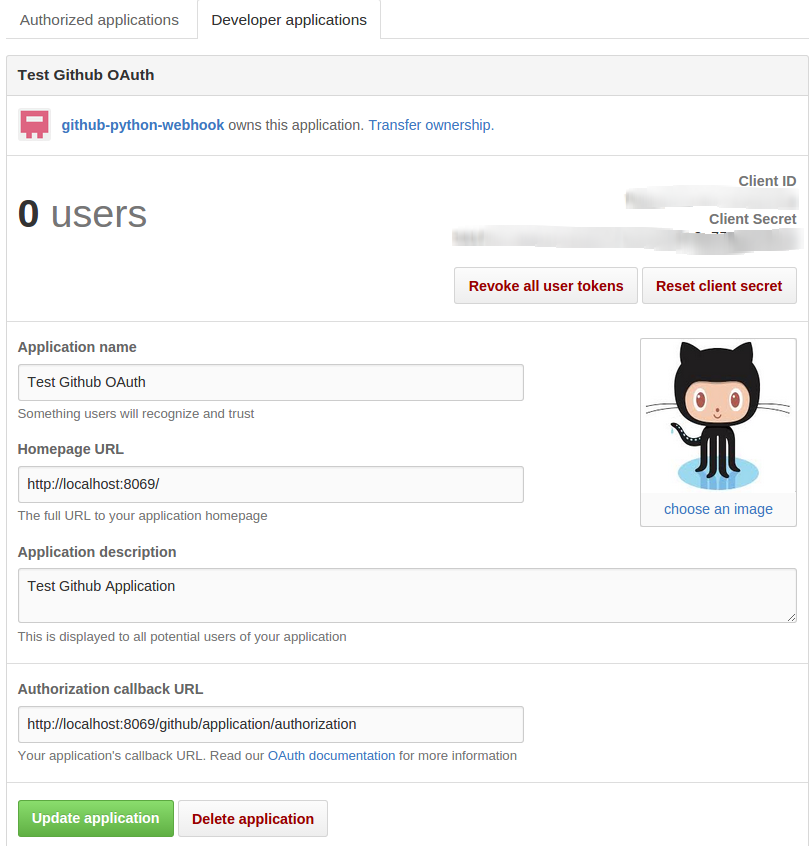 Authorized applications
Developer applications
Test Github OAuth
github-python-webhook owns this application. Transfer ownership.
0 users
Client ID
Client Secret
Revoke all user tokens
Reset client secret
Application name
Test Github OAuth
Something users will recognize and trust
Homepage URL
http://localhost:8069/
The full URL to your application homepage
choose an image
Application description
Test Github Application
This is displayed to all potential users of your application
Authorization callback URL
http://localhost:8069/github/application/authorization
Your application's callback URL. Read our OAuth documentation for more information
Update application
Delete application